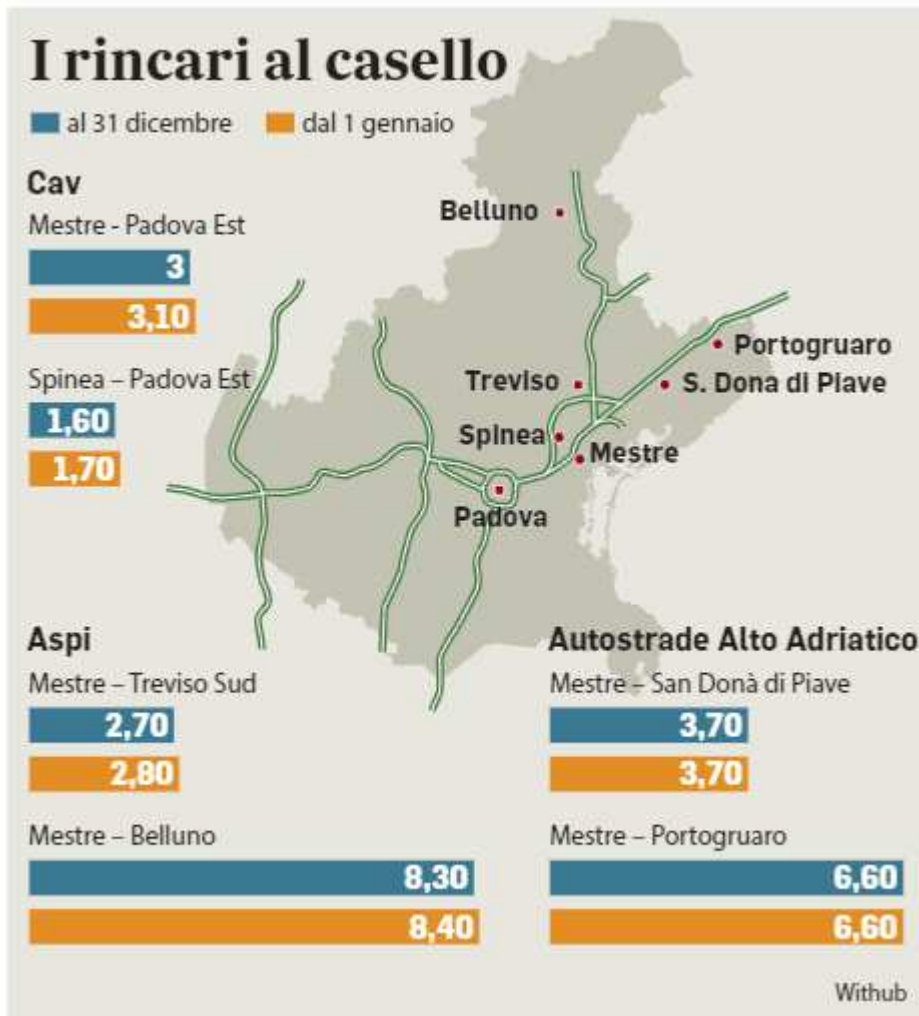 I rincari al casello
al 31 dicembre
dal 1 gennaio
Cav
Mestre - Padova Est
3
3,10
Spinea – Padova Est
1,60
1,70
Belluno
Portogruaro
Treviso
S. Dona di Piave
Spinea
Mestre
Padova
Aspi
Mestre – Treviso Sud
2,70
2,80
Mestre – Belluno
8,30
8,40
Autostrade Alto Adriatico
Mestre – San Donà di Piave
3,70
3,70
Mestre – Portogruaro
6,60
6,60
Withub